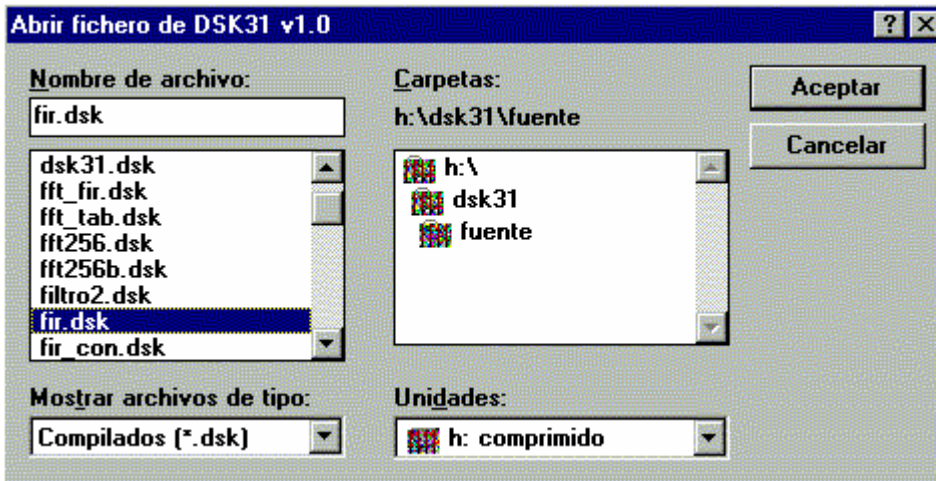 Abrir fichero de DSK31 v1.0
Nombre de archivo:
fir.dsk
dsk31.dsk
fft_fir.dsk
fft_tab.dsk
fft256.dsk
fft256b.dsk
filtro2.dsk
fir.dsk
fir_con.dsk
Mostrar archivos de tipo:
Compilados (*.dsk)
Carpetas:
h:\dsk31\fuente
h:\
dsk31
fuente
Unidades:
h: comprimido
Aceptar
Cancelar